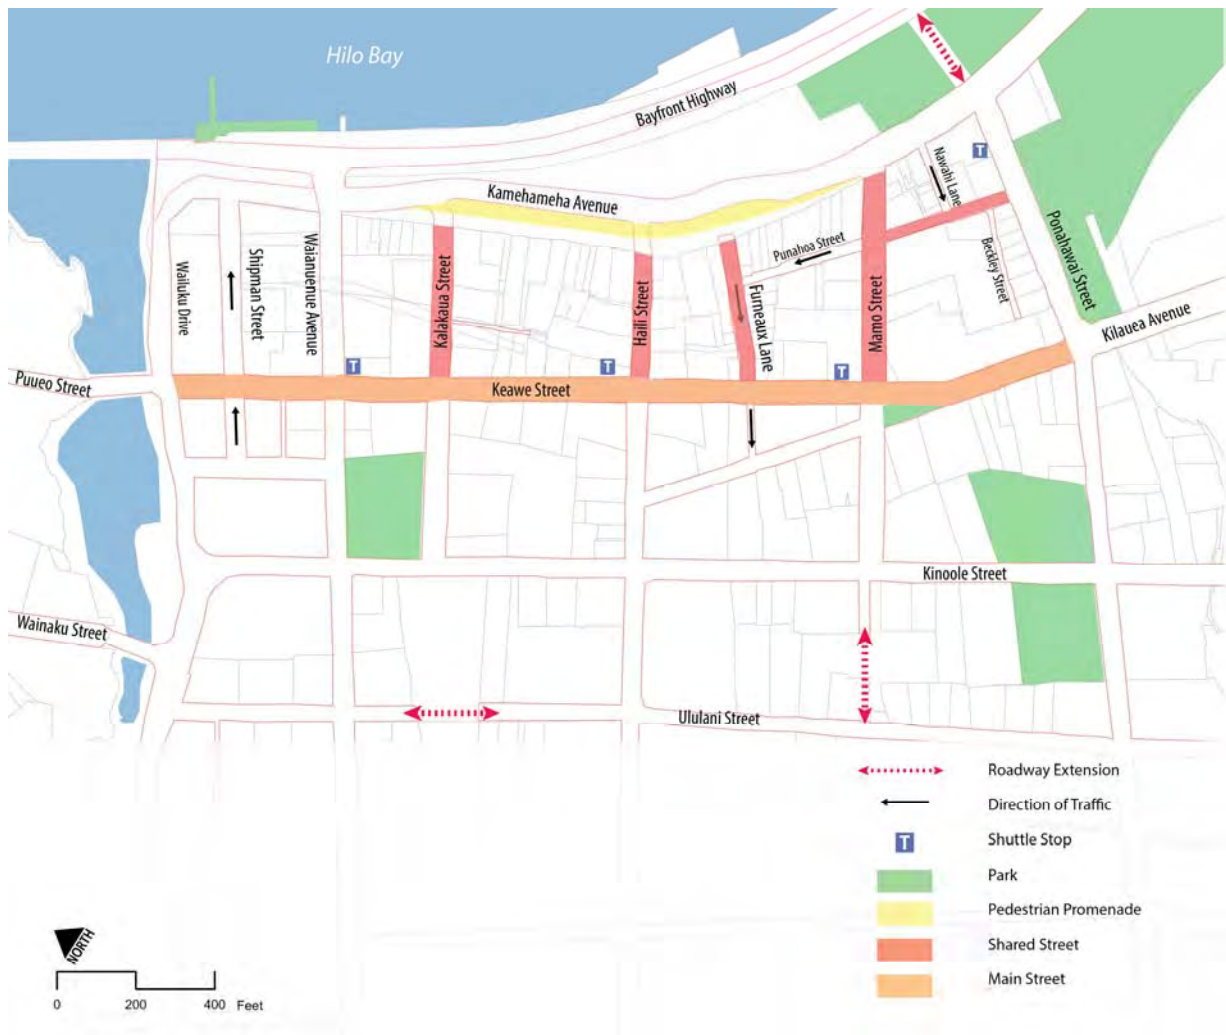 Hilo Bay
Bayfront Highway
Kamehameha Avenue
Nawahi Lane
Ponahawai Street
Punahoa Street
Beckley Street
Kilauea Avenue
Wailuku Drive
Shipman Street
Waianuenue Avenue
Kalakaua Street
Haili Street
Furneaux Lane
Mamo Street
T
T
T
T
Puueo Street
Keawe Street
Kinoole Street
Wainaku Street
Ululani Street
Roadway Extension
Direction of Traffic
T Shuttle Stop
Park
Pedestrian Promenade
Shared Street
Main Street
NORTH
0 200 400 Feet